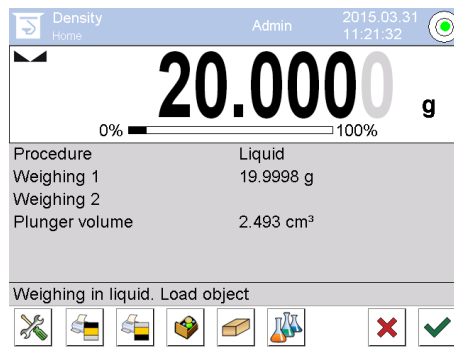 Density Admin 2015.03.31
Home 11:21:32
20.0000 g
0% 100%
Procedure Liquid
Weighing 1 19.9998 g
Weighing 2
Plunger volume 2.493 cm³
Weighing in liquid. Load object